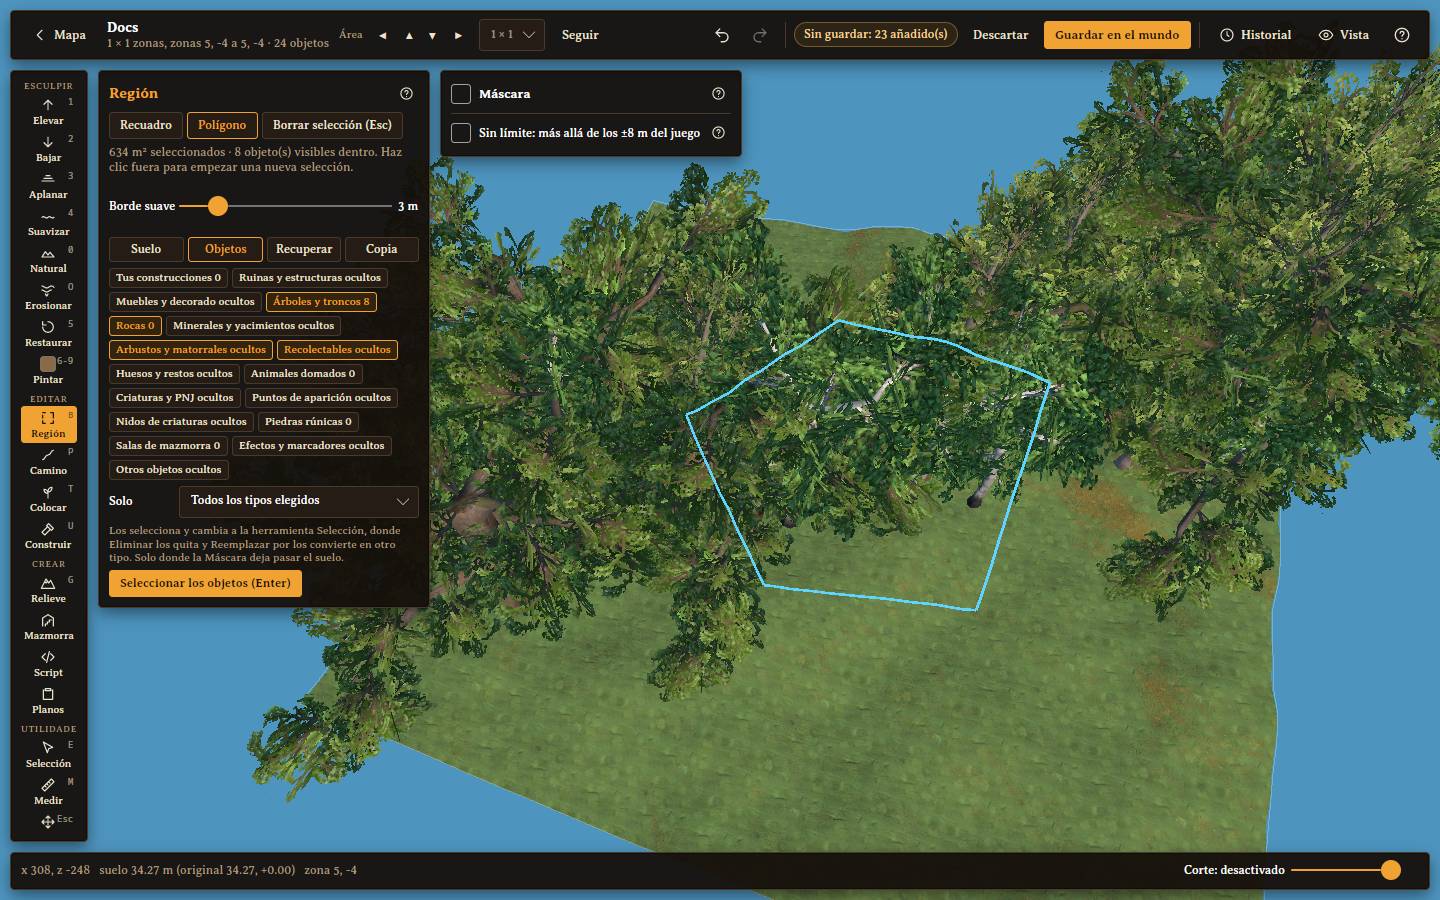 Mapa
Docs
1 × 1 zonas, zonas 5, -4 a 5, -4 · 24 objetos
Área
1 × 1
Seguir
Sin guardar: 23 añadido(s)
Descartar
Guardar en el mundo
Historial
Vista
ESCULPIR
1
Elevar
2
Bajar
3
Aplanar
4
Suavizar
0
Natural
O
Erosionar
5
Restaurar
6-9
Pintar
EDITAR
B
Región
P
Camino
T
Colocar
U
Construir
CREAR
G
Relieve
Mazmorra
Script
Planos
UTILIDADE
E
Selección
M
Medir
Esc
Región
Recuadro
Polígono
Borrar selección (Esc)
634 m² seleccionados · 8 objeto(s) visibles dentro. Haz
clic fuera para empezar una nueva selección.
Borde suave
3 m
Suelo
Objetos
Recuperar
Copia
Tus construcciones 0
Ruinas y estructuras ocultos
Muebles y decorado ocultos
Árboles y troncos 8
Rocas 0
Minerales y yacimientos ocultos
Arbustos y matorrales ocultos
Recolectables ocultos
Huesos y restos ocultos
Animales domados 0
Criaturas y PNJ ocultos
Puntos de aparición ocultos
Nidos de criaturas ocultos
Piedras rúnicas 0
Salas de mazmorra 0
Efectos y marcadores ocultos
Otros objetos ocultos
Solo
Todos los tipos elegidos
Los selecciona y cambia a la herramienta Selección, donde
Eliminar los quita y Reemplazar por los convierte en otro
tipo. Solo donde la Máscara deja pasar el suelo.
Seleccionar los objetos (Enter)
Máscara
Sin límite: más allá de los ±8 m del juego
x 308, z -248 suelo 34.27 m (original 34.27, +0.00) zona 5, -4
Corte: desactivado